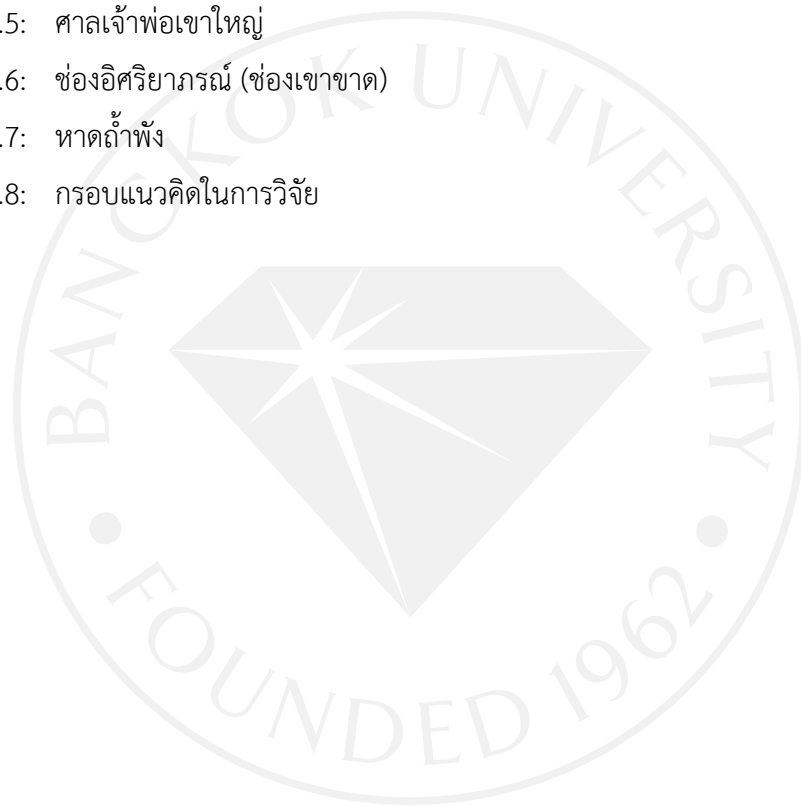 .5: ศาลเจ้าพ่อเขาใหญ่
.6: ช่องอิศริยาภรณ์ (ช่องเขาขาด)
.7: หาดถ้ำพัง
.8: กรอบแนวคิดในการวิจัย
BANGKOK UNIVERSITY
FOUNDED 1962